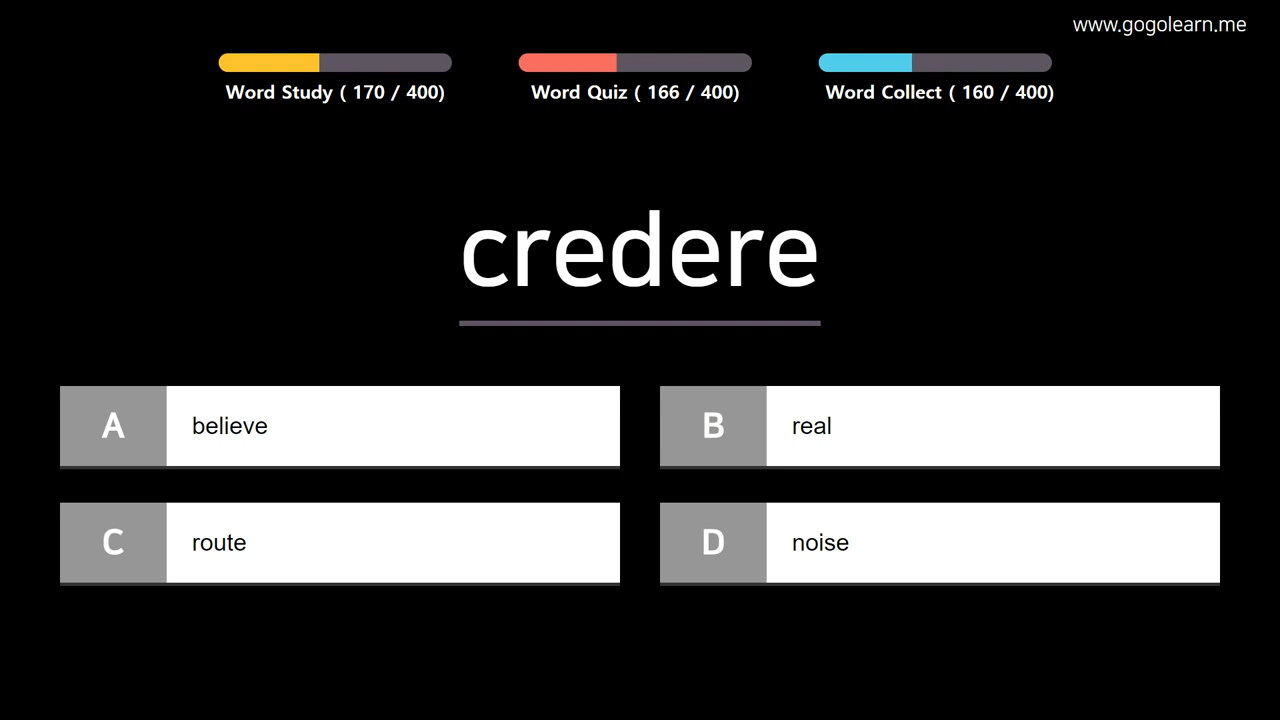 www.gogolearn.me
Word Study ( 170 / 400)
Word Quiz ( 166 / 400)
Word Collect ( 160 / 400)
credere
A believe
B real
C route
D noise